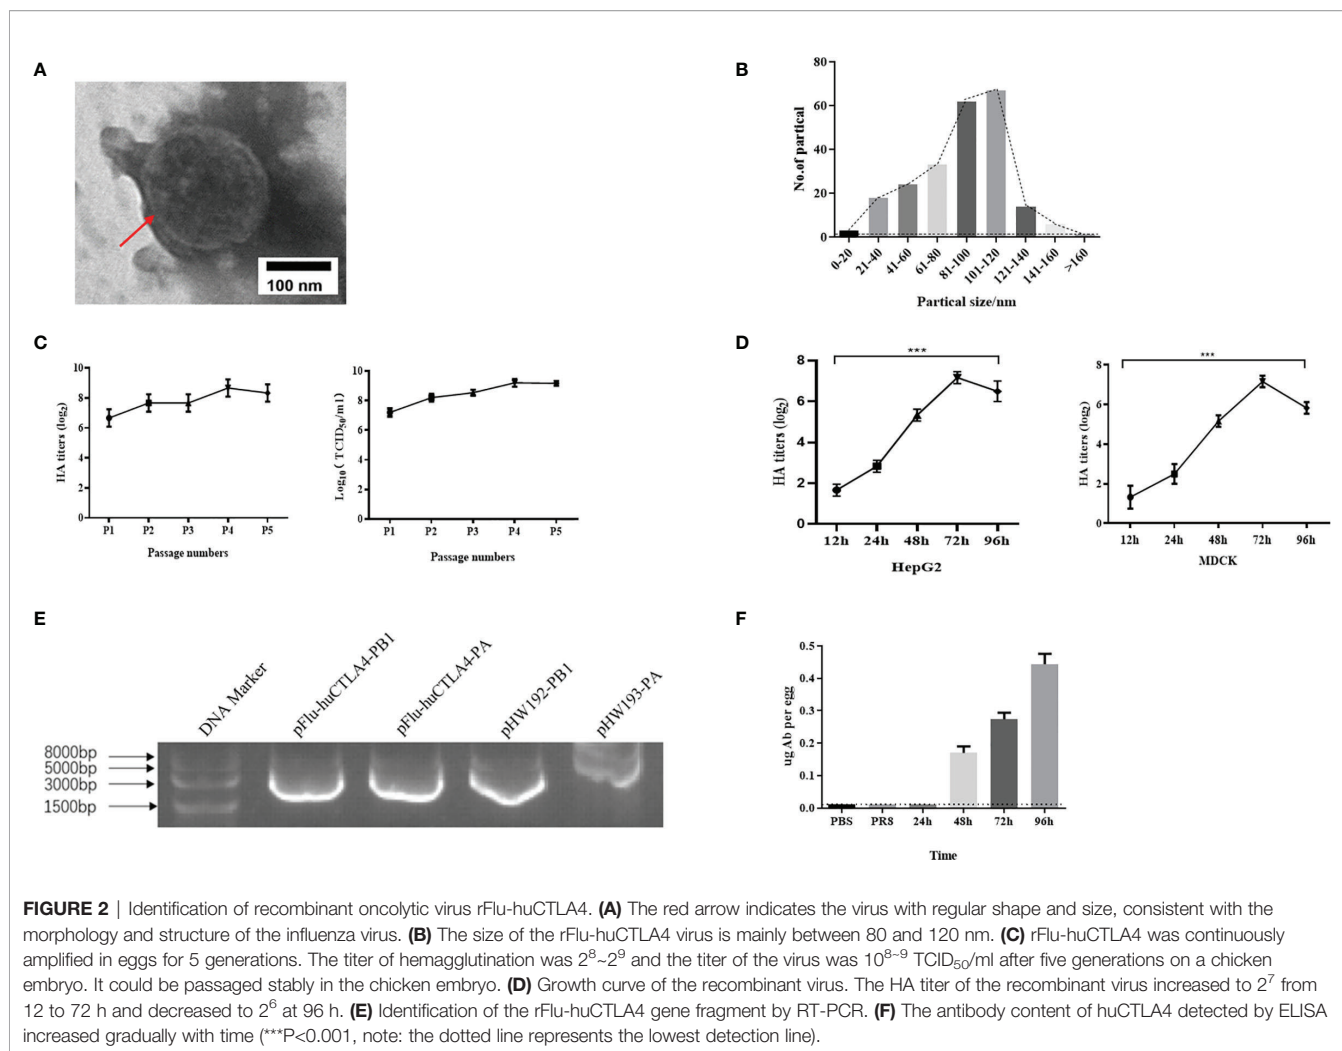 A
100 nm
B
80
60
40
20
0
No.of partical
0-20
21-40
41-60
61-80
81-100
101-120
121-140
141-160
>160
Partical size/nm
C
10
8
6
4
2
0
HA titers (log2)
P1 P2 P3 P4 P5
Passage numbers
10
8
6
4
2
0
Log10( TCID50/m1)
P1 P2 P3 P4 P5
Passage numbers
D
***
8
6
4
2
0
HA titers (log2)
12h 24h 48h 72h 96h
HepG2
***
8
6
4
2
0
HA titers (log2)
12h 24h 48h 72h 96h
MDCK
E
DNA Marker
pFlu-huCTLA4-PB1
pFlu-huCTLA4-PA
pHW192-PB1
pHW193-PA
8000bp
5000bp
3000bp
1500bp
F
0.5
0.4
0.3
0.2
0.1
0.0
ug Ab per egg
PBS PR8 24h 48h 72h 96h
Time
FIGURE 2 | Identification of recombinant oncolytic virus rFlu-huCTLA4. (A) The red arrow indicates the virus with regular shape and size, consistent with the
morphology and structure of the influenza virus. (B) The size of the rFlu-huCTLA4 virus is mainly between 80 and 120 nm. (C) rFlu-huCTLA4 was continuously
amplified in eggs for 5 generations. The titer of hemagglutination was 2^8~2^9 and the titer of the virus was 10^8~9 TCID50/ml after five generations on a chicken
embryo. It could be passaged stably in the chicken embryo. (D) Growth curve of the recombinant virus. The HA titer of the recombinant virus increased to 2^7 from
12 to 72 h and decreased to 2^6 at 96 h. (E) Identification of the rFlu-huCTLA4 gene fragment by RT-PCR. (F) The antibody content of huCTLA4 detected by ELISA
increased gradually with time (***P<0.001, note: the dotted line represents the lowest detection line).